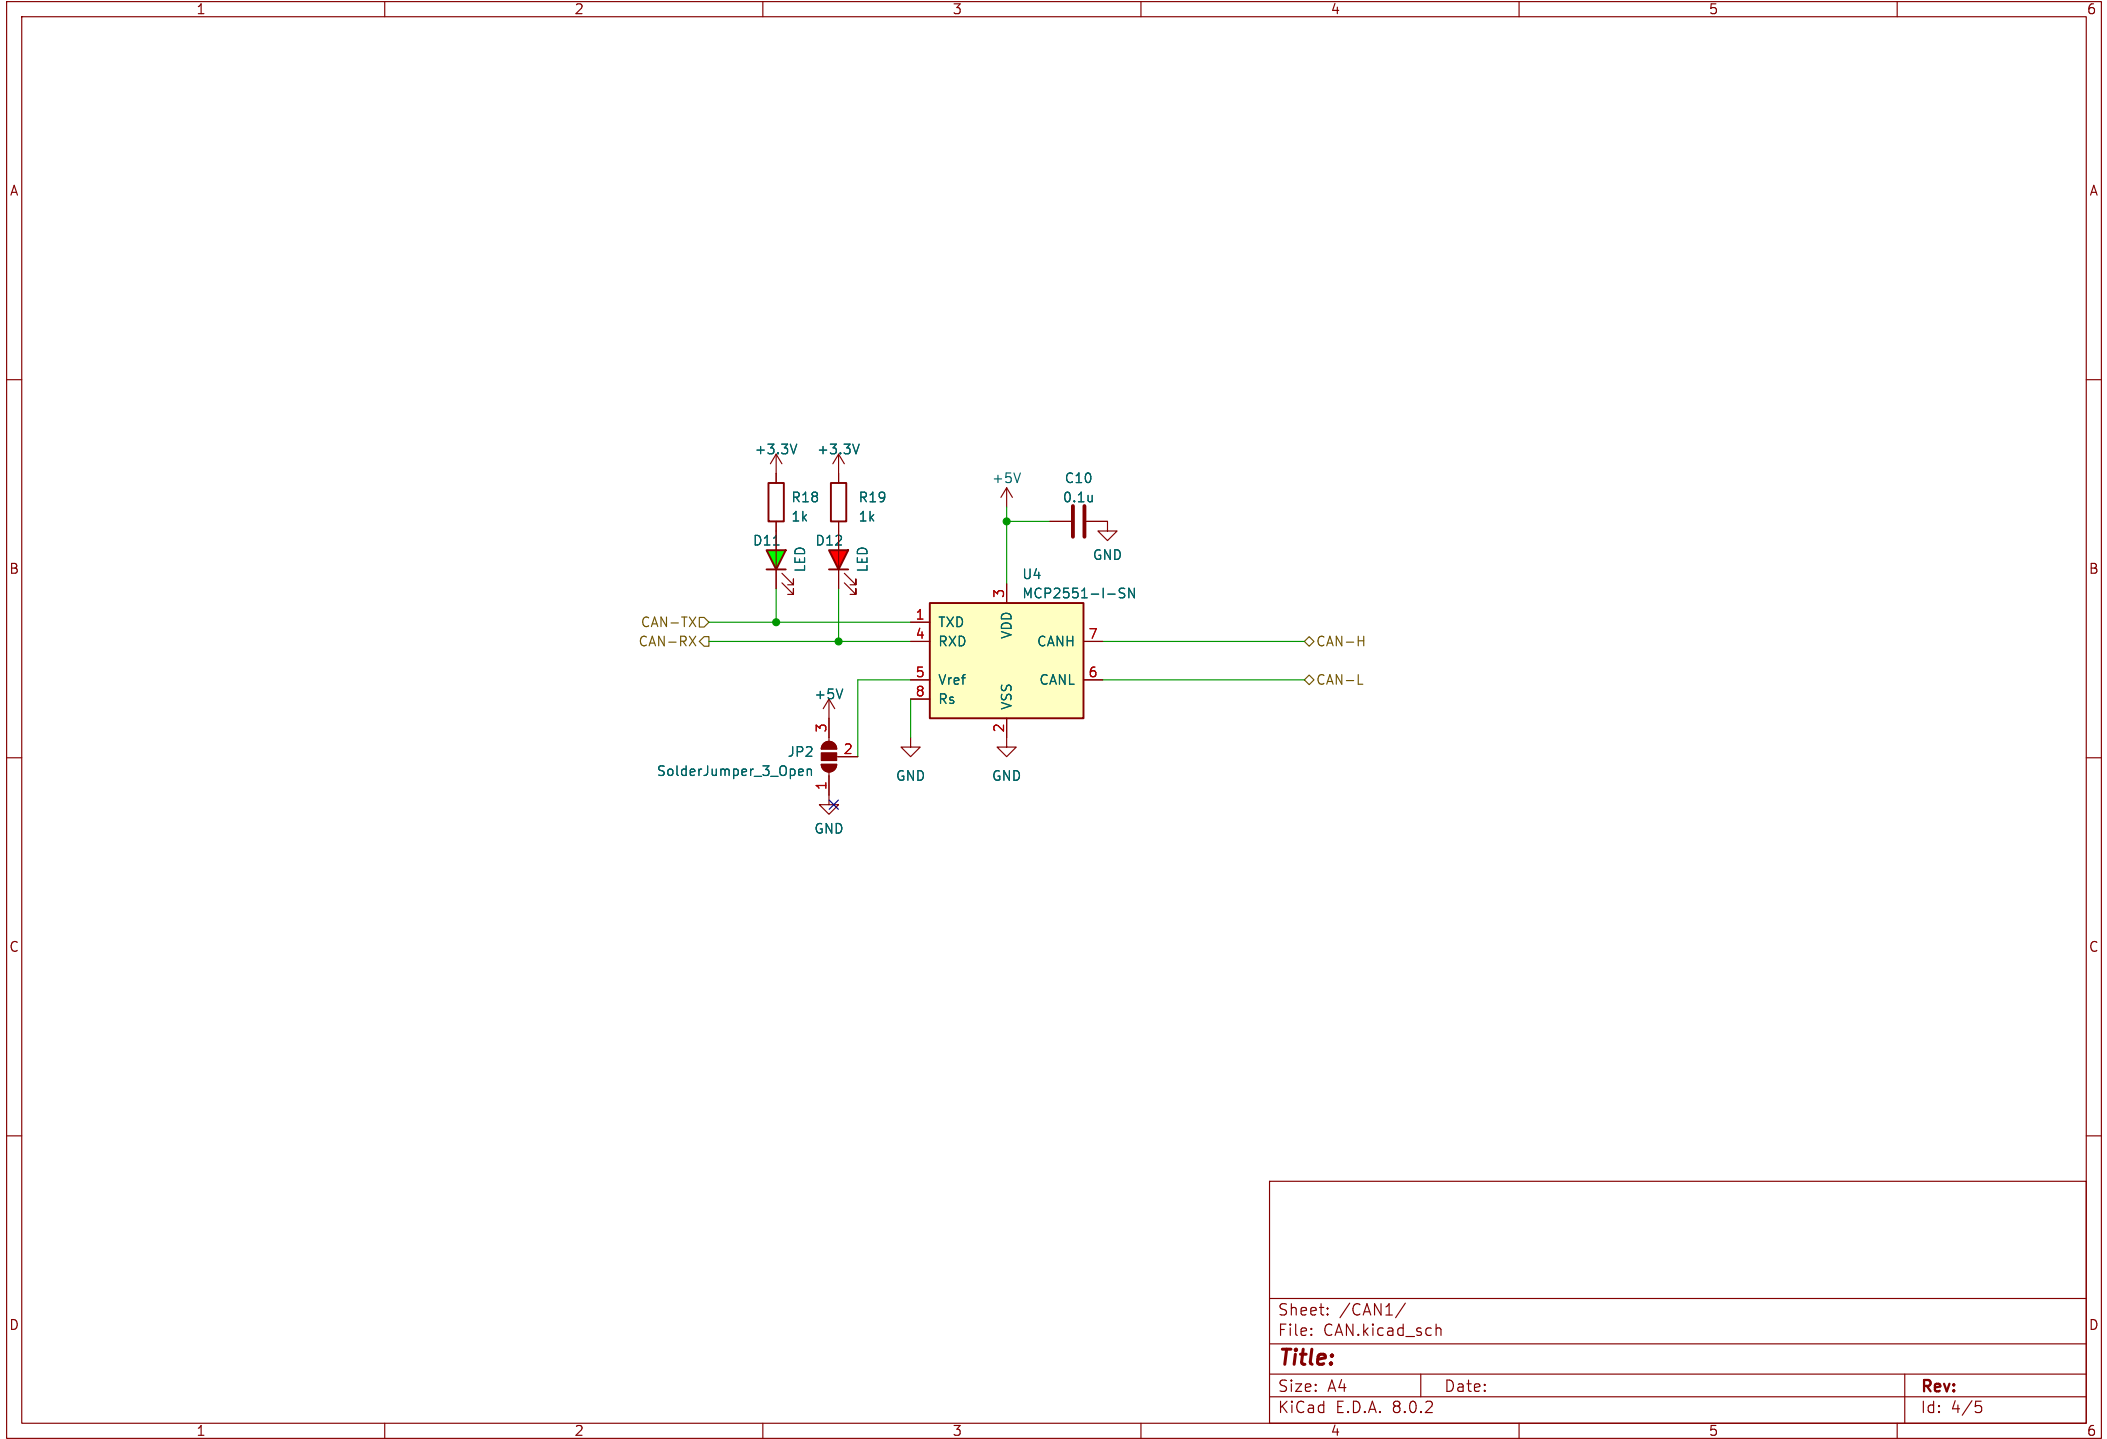 1 2 3 4 5 6
A A
+3.3V +3.3V
+5V C10
R18 R19 0.1u
1k 1k
D11 LED D12 LED
GND
B B
U4
3 MCP2551-I-SN
CAN-TX 1 TXD VDD
CAN-RX 4 RXD CANH 7 CAN-H
5 Vref CANL 6 CAN-L
+5V 8 Rs VSS
3 2
JP2 2
SolderJumper_3_Open GND GND
1
GND
C C
Sheet: /CAN1/
File: CAN.kicad_sch
D D
Title:
Size: A4 Date: Rev:
KiCad E.D.A. 8.0.2 Id: 4/5
1 2 3 4 5 6